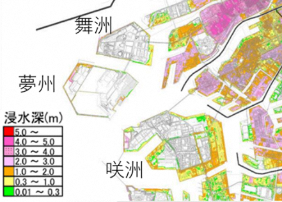 舞洲
夢州
浸水深(m)
5.0 ～
4.0 ～ 5.0
3.0 ～ 4.0
2.0 ～ 3.0
1.0 ～ 2.0
0.3 ～ 1.0
0.01 ～ 0.3
咲洲